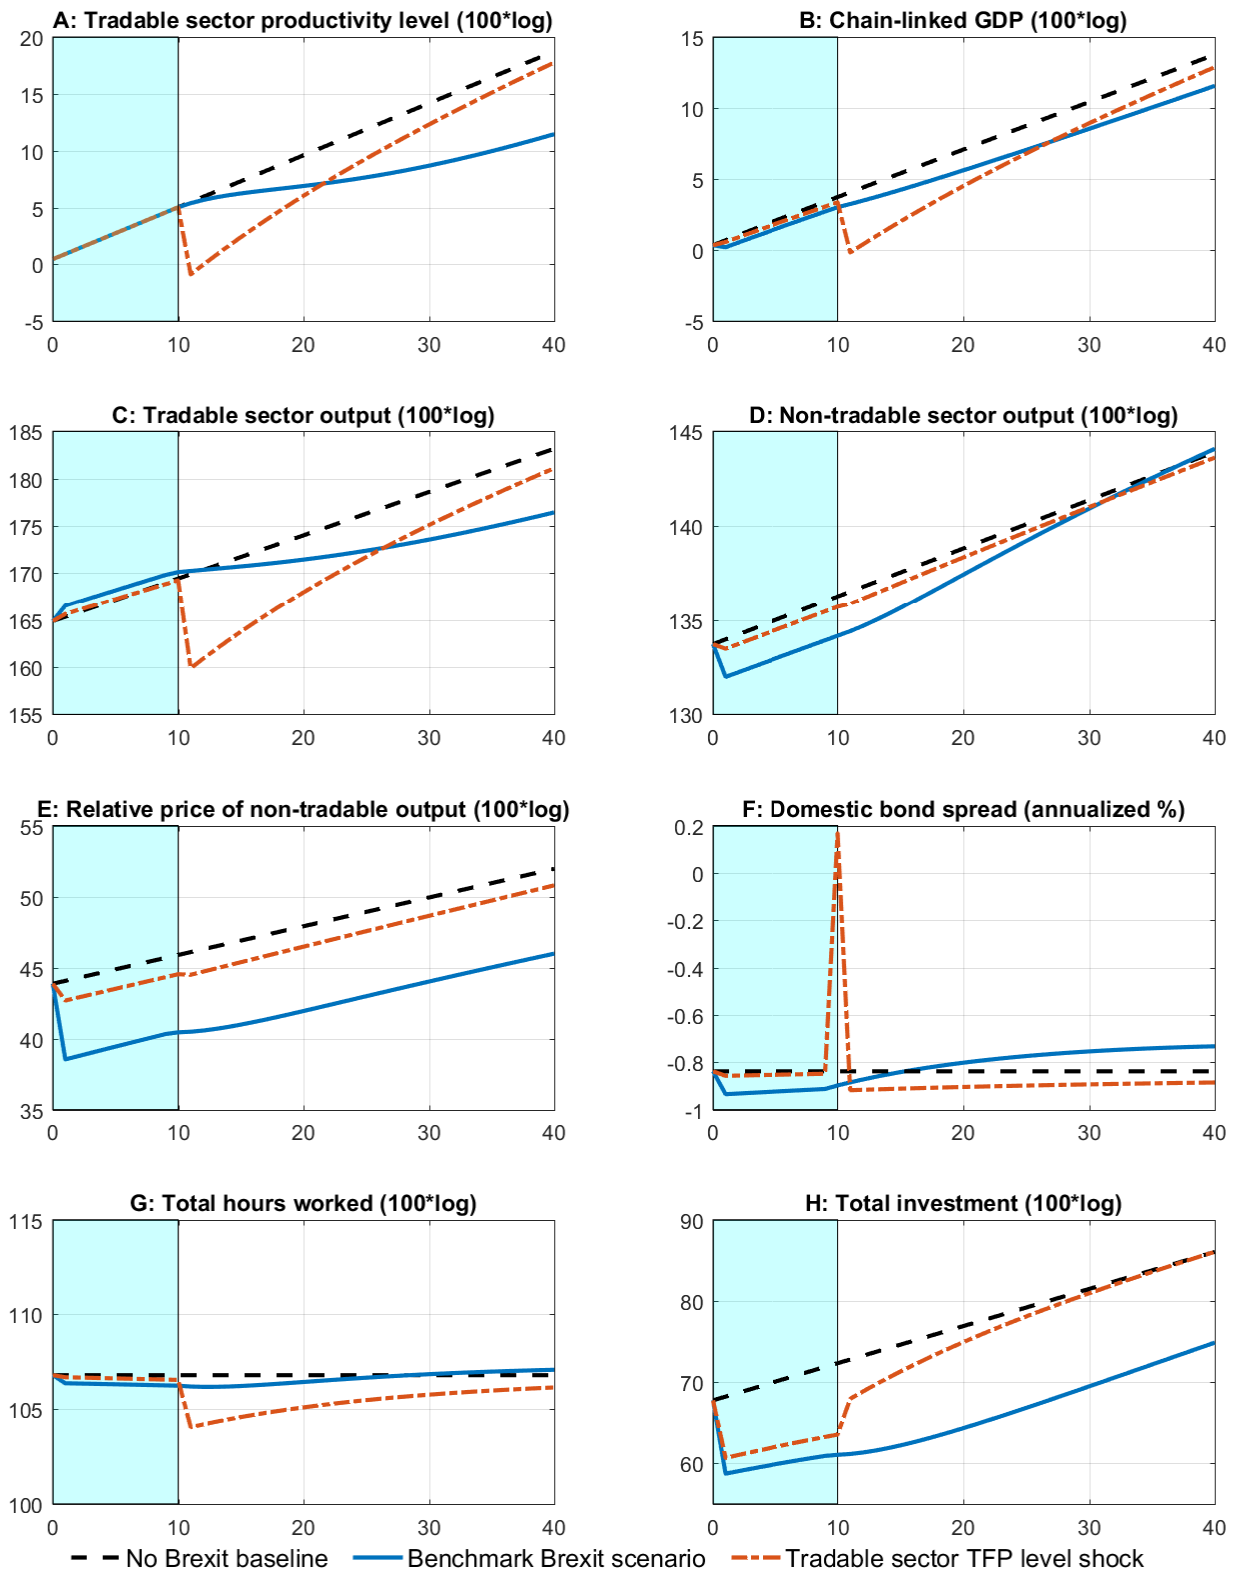 A: Tradable sector productivity level (100*log)
20
15
10
5
0
-5
0 10 20 30 40
B: Chain-linked GDP (100*log)
15
10
5
0
-5
0 10 20 30 40
C: Tradable sector output (100*log)
185
180
175
170
165
160
155
0 10 20 30 40
D: Non-tradable sector output (100*log)
145
140
135
130
0 10 20 30 40
E: Relative price of non-tradable output (100*log)
55
50
45
40
35
0 10 20 30 40
F: Domestic bond spread (annualized %)
0.2
0
-0.2
-0.4
-0.6
-0.8
-1
0 10 20 30 40
G: Total hours worked (100*log)
115
110
105
100
0 10 20 30 40
H: Total investment (100*log)
90
80
70
60
0 10 20 30 40
No Brexit baseline Benchmark Brexit scenario Tradable sector TFP level shock